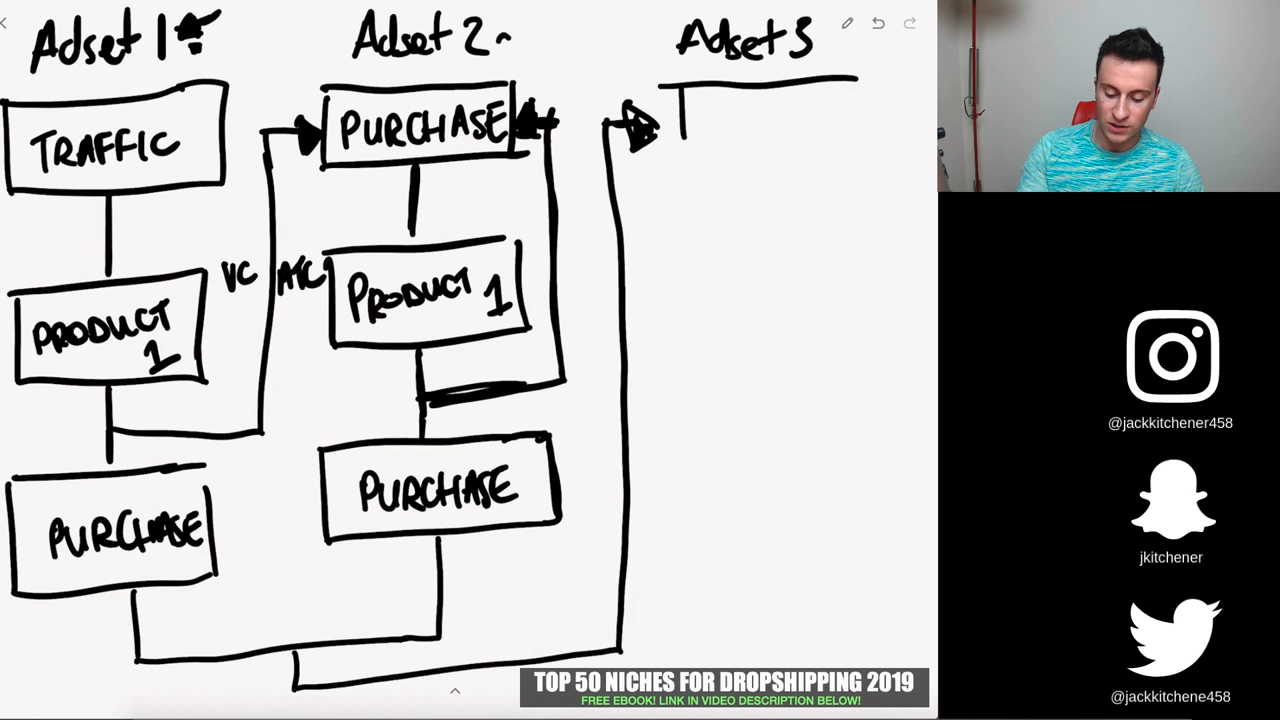 Adset 1
TRAFFIC
PRODUCT
1
PURCHASE
VC
ATC
Adset 2
PURCHASE
PRODUCT 1
PURCHASE
Adset 3
@jackkitchener458
jkitchener
@jackkitchene458
TOP 50 NICHES FOR DROPSHIPPING 2019
FREE EBOOK! LINK IN VIDEO DESCRIPTION BELOW!